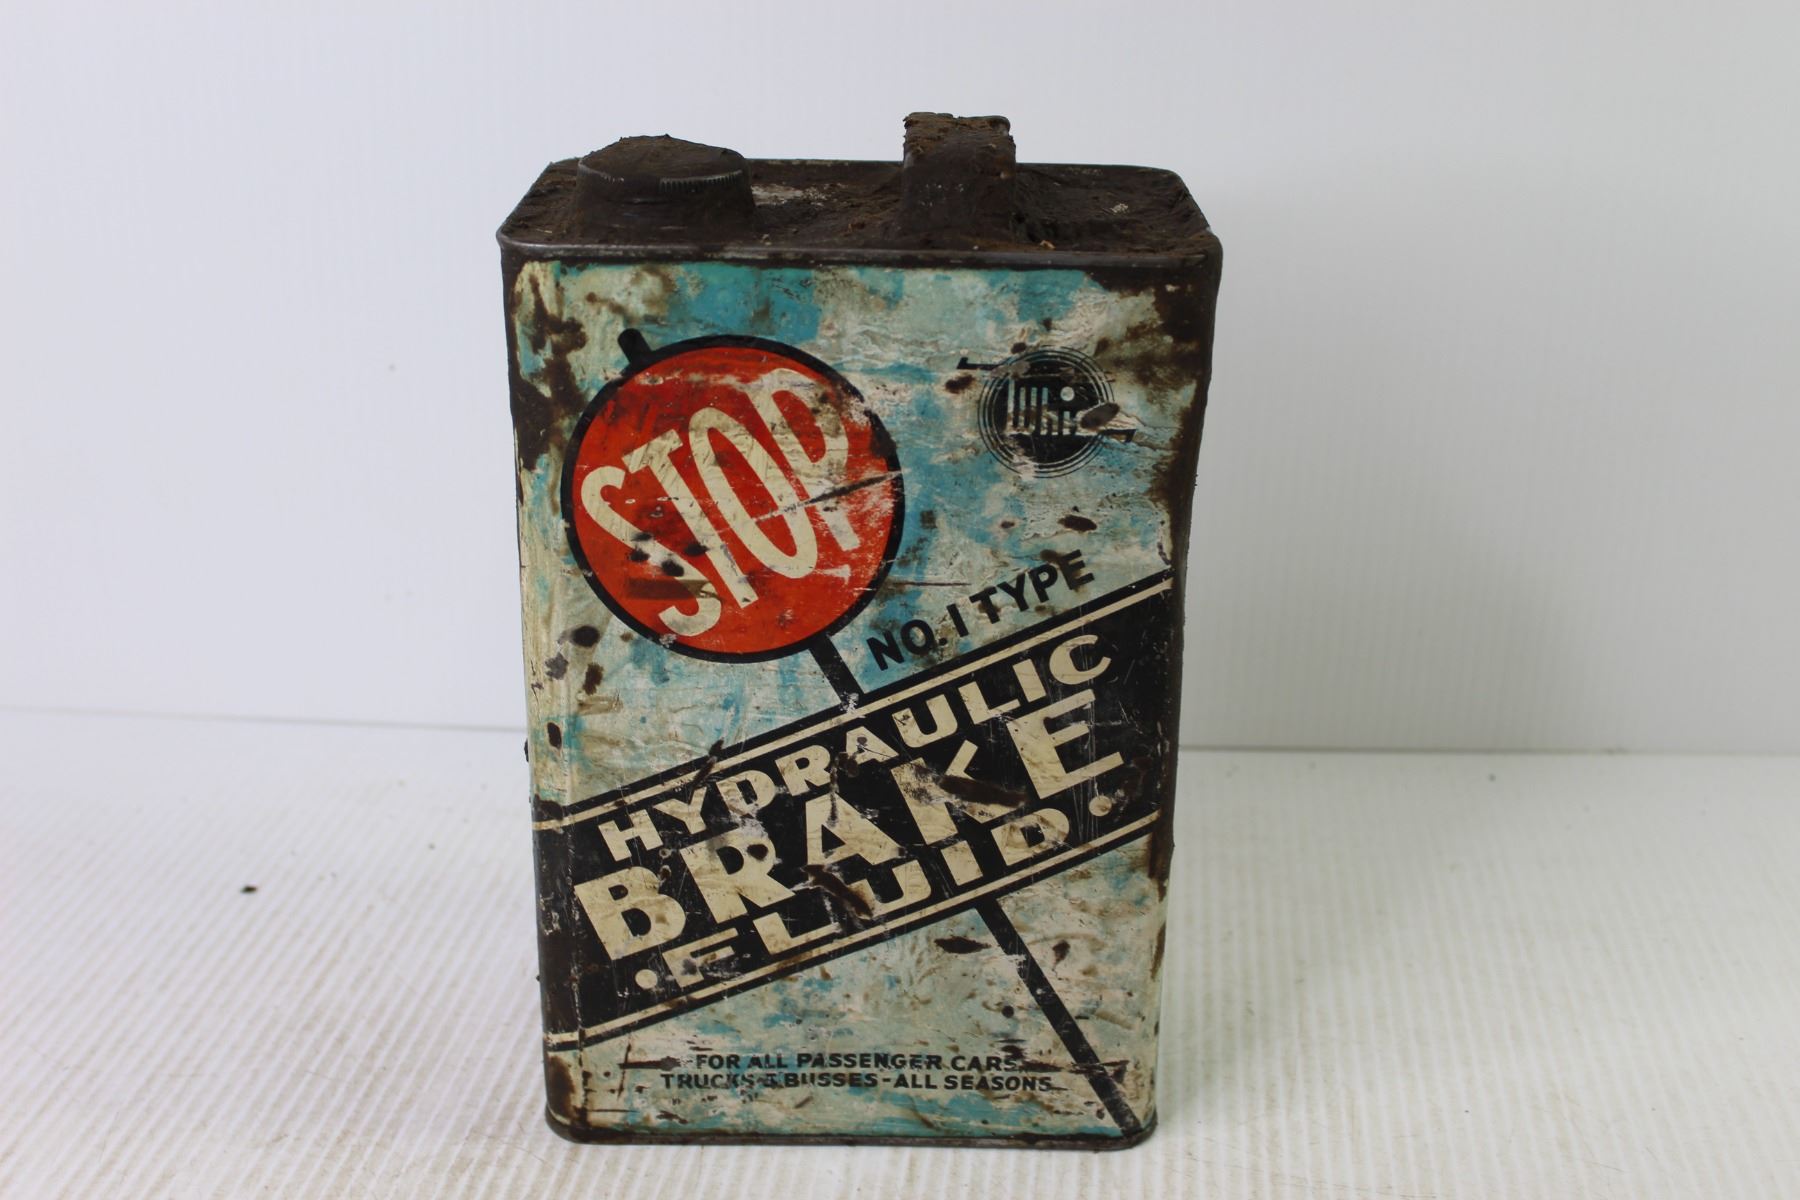 STOP
NO. 1 TYPE
HYDRAULIC
BRAKE
•FLUID•
FOR ALL PASSENGER CARS
TRUCKS & BUSSES-ALL SEASONS